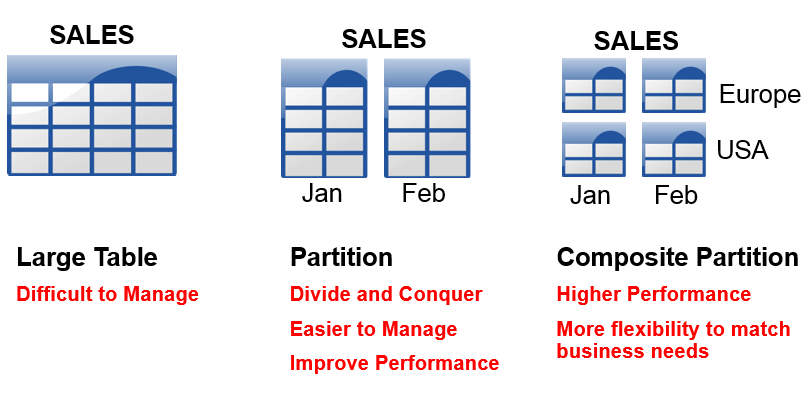 SALES
SALES
SALES
Europe
USA
Jan
Feb
Jan
Feb
Large Table
Difficult to Manage
Partition
Divide and Conquer
Easier to Manage
Improve Performance
Composite Partition
Higher Performance
More flexibility to match
business needs